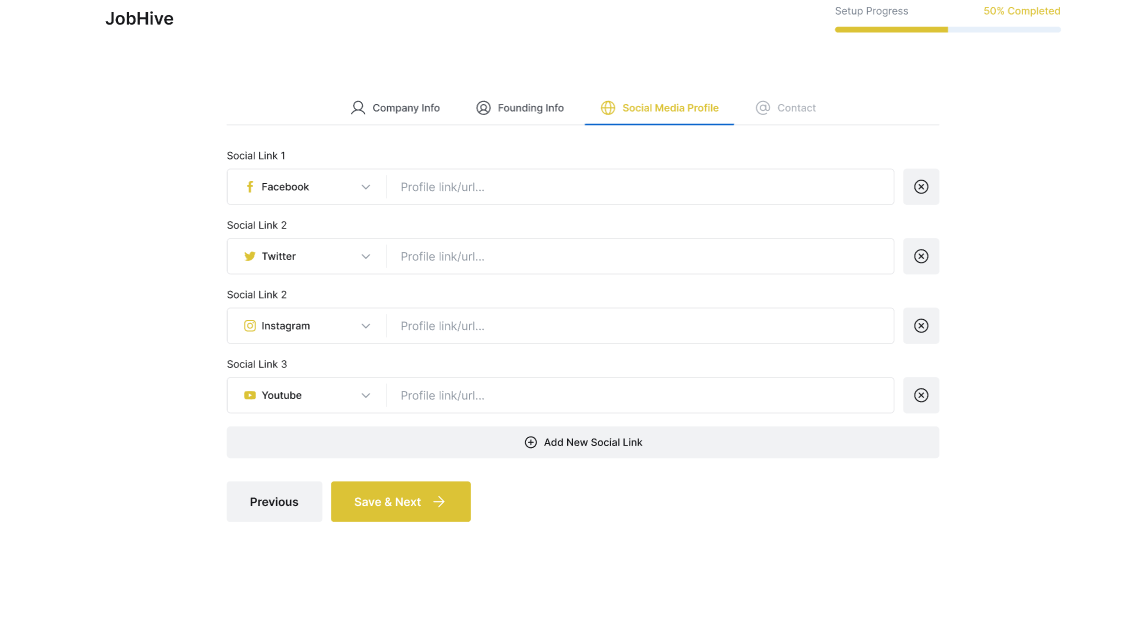 JobHive
Setup Progress
50% Completed
Company Info
Founding Info
Social Media Profile
Contact
Social Link 1
Facebook
Profile link/url...
Social Link 2
Twitter
Profile link/url...
Social Link 2
Instagram
Profile link/url...
Social Link 3
Youtube
Profile link/url...
Add New Social Link
Previous
Save & Next